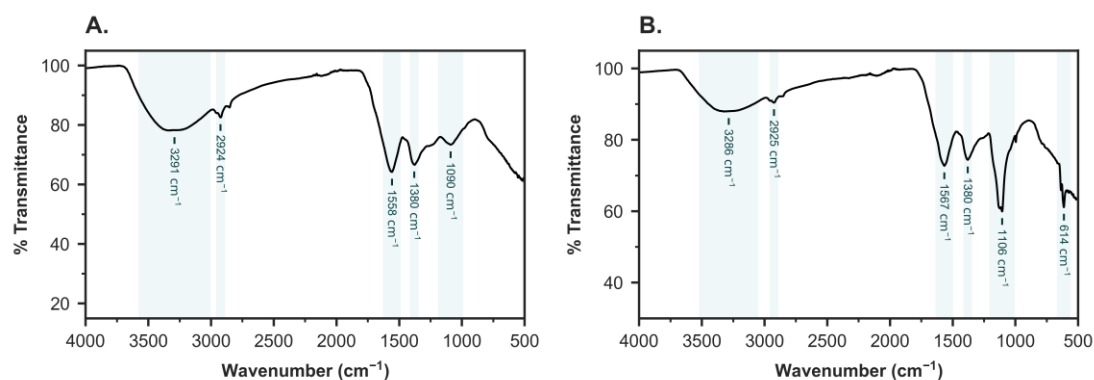 A.
% Transmittance
100
80
60
40
20
3291 cm⁻¹
2924 cm⁻¹
1558 cm⁻¹
1380 cm⁻¹
1090 cm⁻¹
4000 3500 3000 2500 2000 1500 1000 500
Wavenumber (cm⁻¹)
B.
% Transmittance
100
80
60
40
3286 cm⁻¹
2925 cm⁻¹
1567 cm⁻¹
1380 cm⁻¹
1106 cm⁻¹
614 cm⁻¹
4000 3500 3000 2500 2000 1500 1000 500
Wavenumber (cm⁻¹)